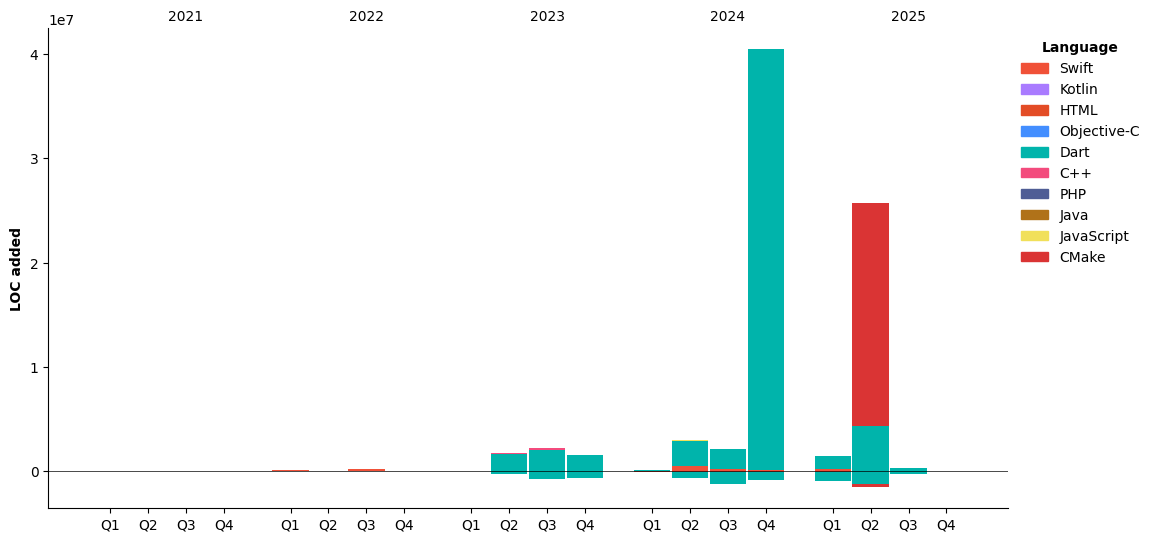 1e7
2021 2022 2023 2024 2025
4
3
2
1
0
LOC added
Q1 Q2 Q3 Q4 Q1 Q2 Q3 Q4 Q1 Q2 Q3 Q4 Q1 Q2 Q3 Q4 Q1 Q2 Q3 Q4
Language
Swift
Kotlin
HTML
Objective-C
Dart
C++
PHP
Java
JavaScript
CMake